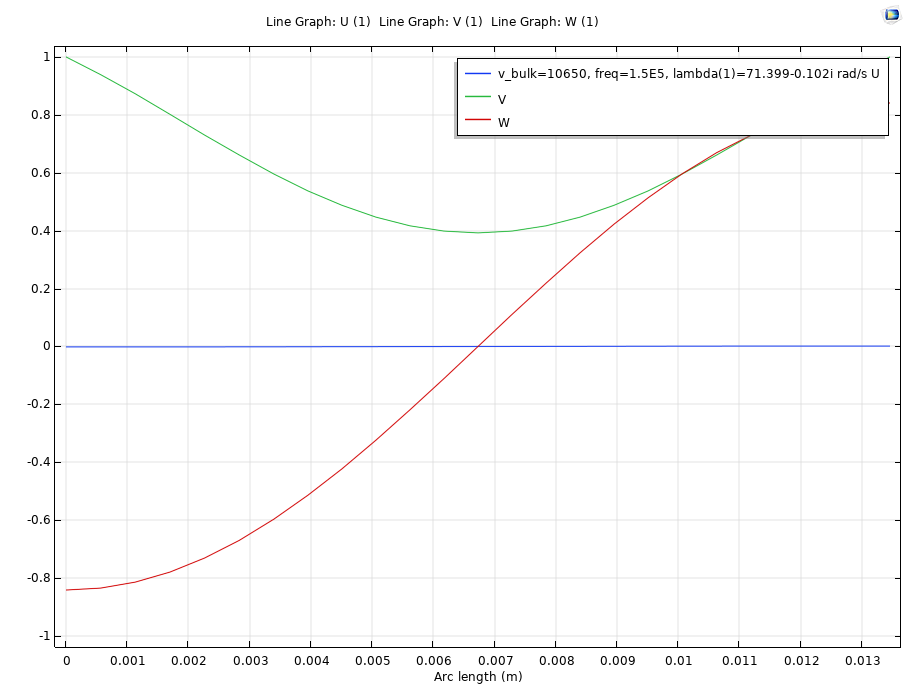 Line Graph: U (1) Line Graph: V (1) Line Graph: W (1)
v_bulk=10650, freq=1.5E5, lambda(1)=71.399-0.102i rad/s U
V
W
1
0.8
0.6
0.4
0.2
0
-0.2
-0.4
-0.6
-0.8
-1
0 0.001 0.002 0.003 0.004 0.005 0.006 0.007 0.008 0.009 0.01 0.011 0.012 0.013
Arc length (m)